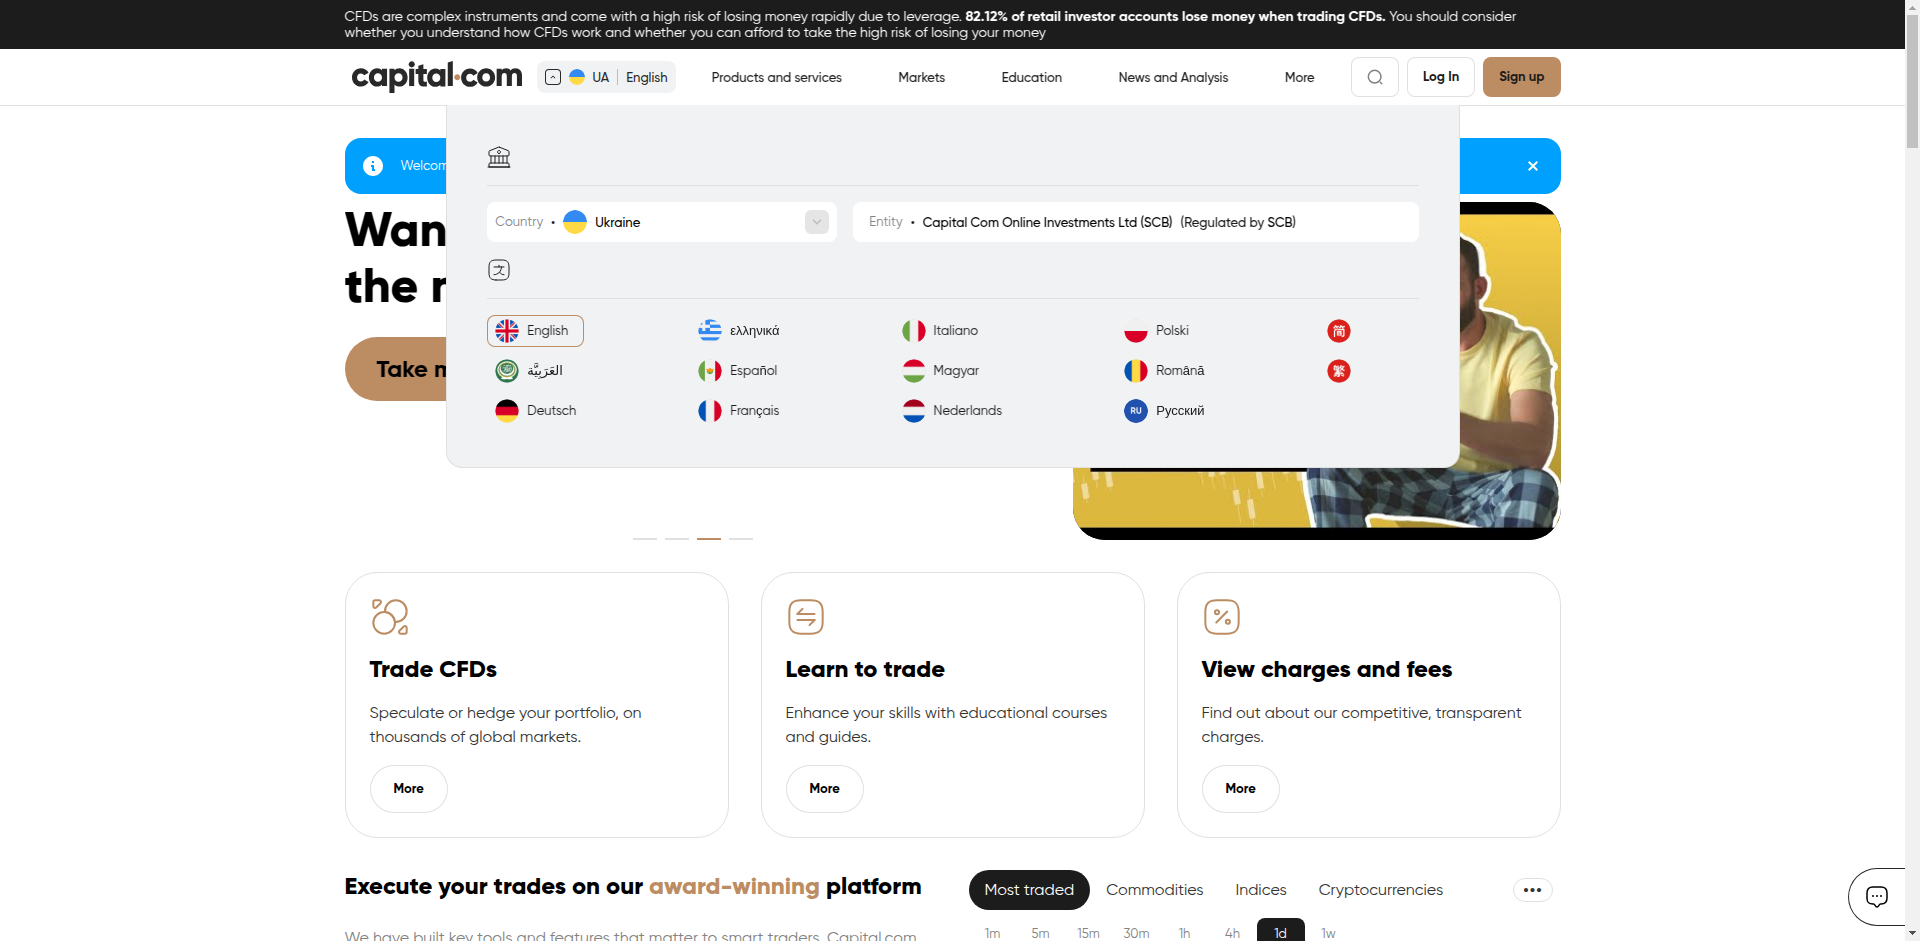 CFDs are complex instruments and come with a high risk of losing money rapidly due to leverage. 82.12% of retail investor accounts lose money when trading CFDs. You should consider
whether you understand how CFDs work and whether you can afford to take the high risk of losing your money
capital.com
UA English
Products and services
Markets
Education
News and Analysis
More
Log In
Sign up
Welcom
Country • Ukraine
Entity • Capital Com Online Investments Ltd (SCB) (Regulated by SCB)
Wan
the
Take
English
ελληνικά
Italiano
Polski
简
العَرَبِيَّة
Español
Magyar
Română
繁
Deutsch
Français
Nederlands
RU Русский
Trade CFDs
Speculate or hedge your portfolio, on
thousands of global markets.
More
Learn to trade
Enhance your skills with educational courses
and guides.
More
View charges and fees
Find out about our competitive, transparent
charges.
More
Execute your trades on our award-winning platform
We have built key tools and features that matter to smart traders. Capital.com
Most traded
Commodities
Indices
Cryptocurrencies
1m 5m 15m 30m 1h 4h 1d 1w